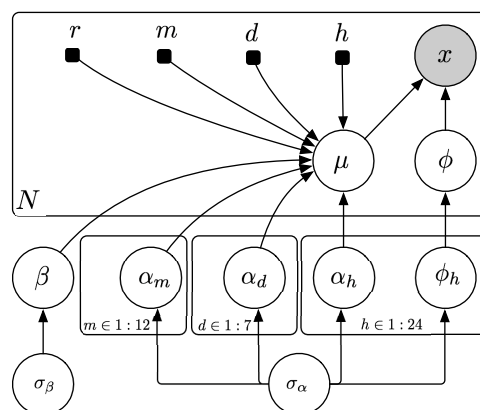 r m d h
x
μ ϕ
N
β α_m α_d α_h ϕ_h
m ∈ 1 : 12 d ∈ 1 : 7 h ∈ 1 : 24
σ_β σ_α